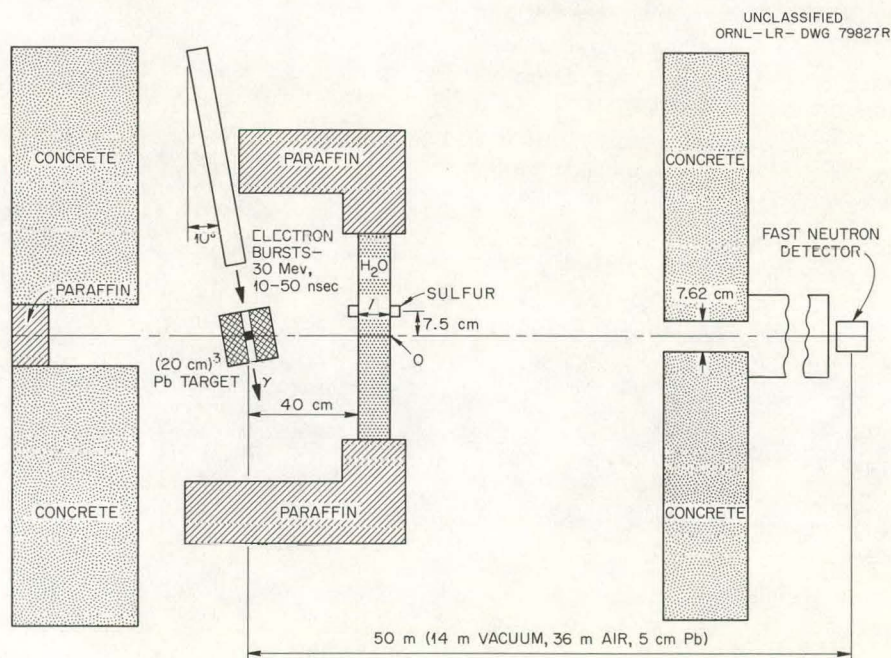 UNCLASSIFIED
ORNL-LR-DWG 79827R
CONCRETE
PARAFFIN
CONCRETE
10°
ELECTRON
BURSTS-
30 Mev,
10-50 nsec
H2O
FAST NEUTRON
DETECTOR
PARAFFIN
SULFUR
l
7.5 cm
7.62 cm
(20 cm)3
Pb TARGET
γ
O
40 cm
CONCRETE
PARAFFIN
CONCRETE
50 m (14 m VACUUM, 36 m AIR, 5 cm Pb)